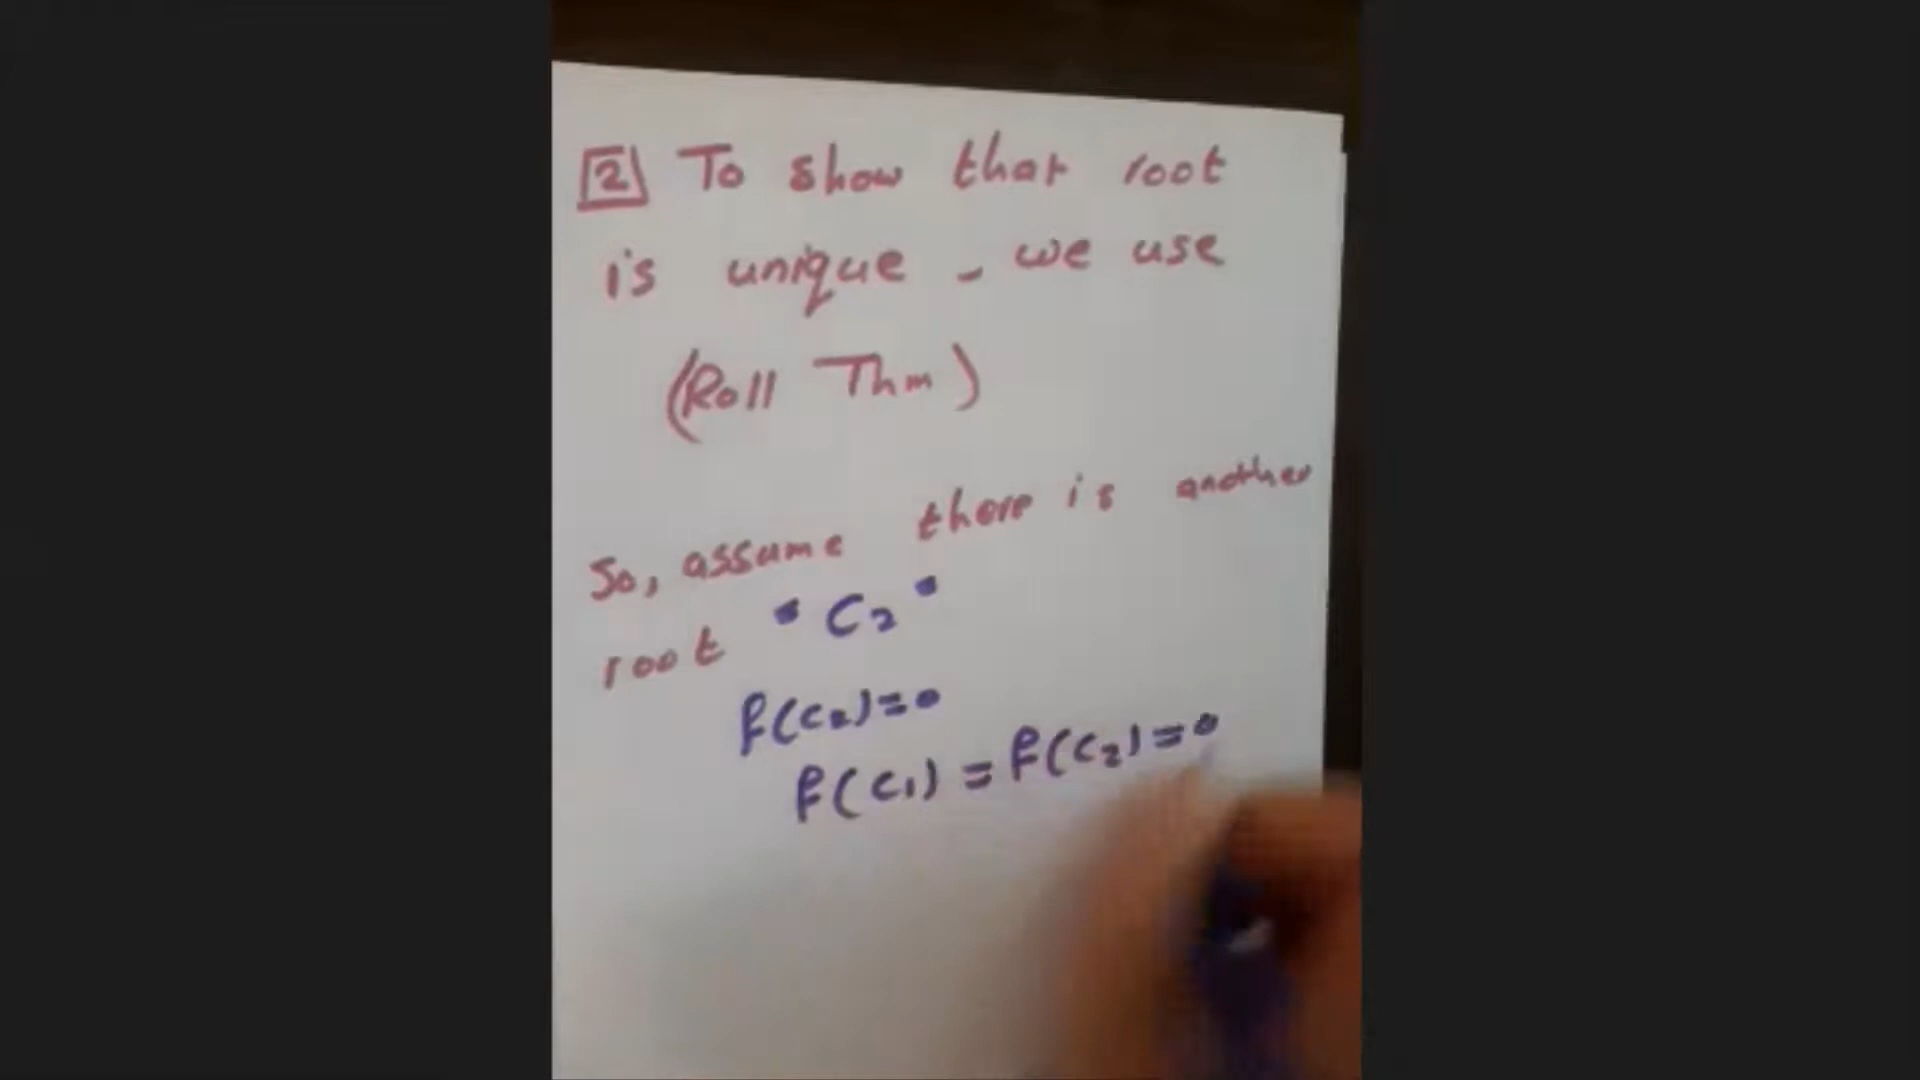 2 To show that root
is unique - we use
(Roll Thm)
So, assume there is another
root " C2 "
f(c2)=0
f(c1) = f(c2)=0